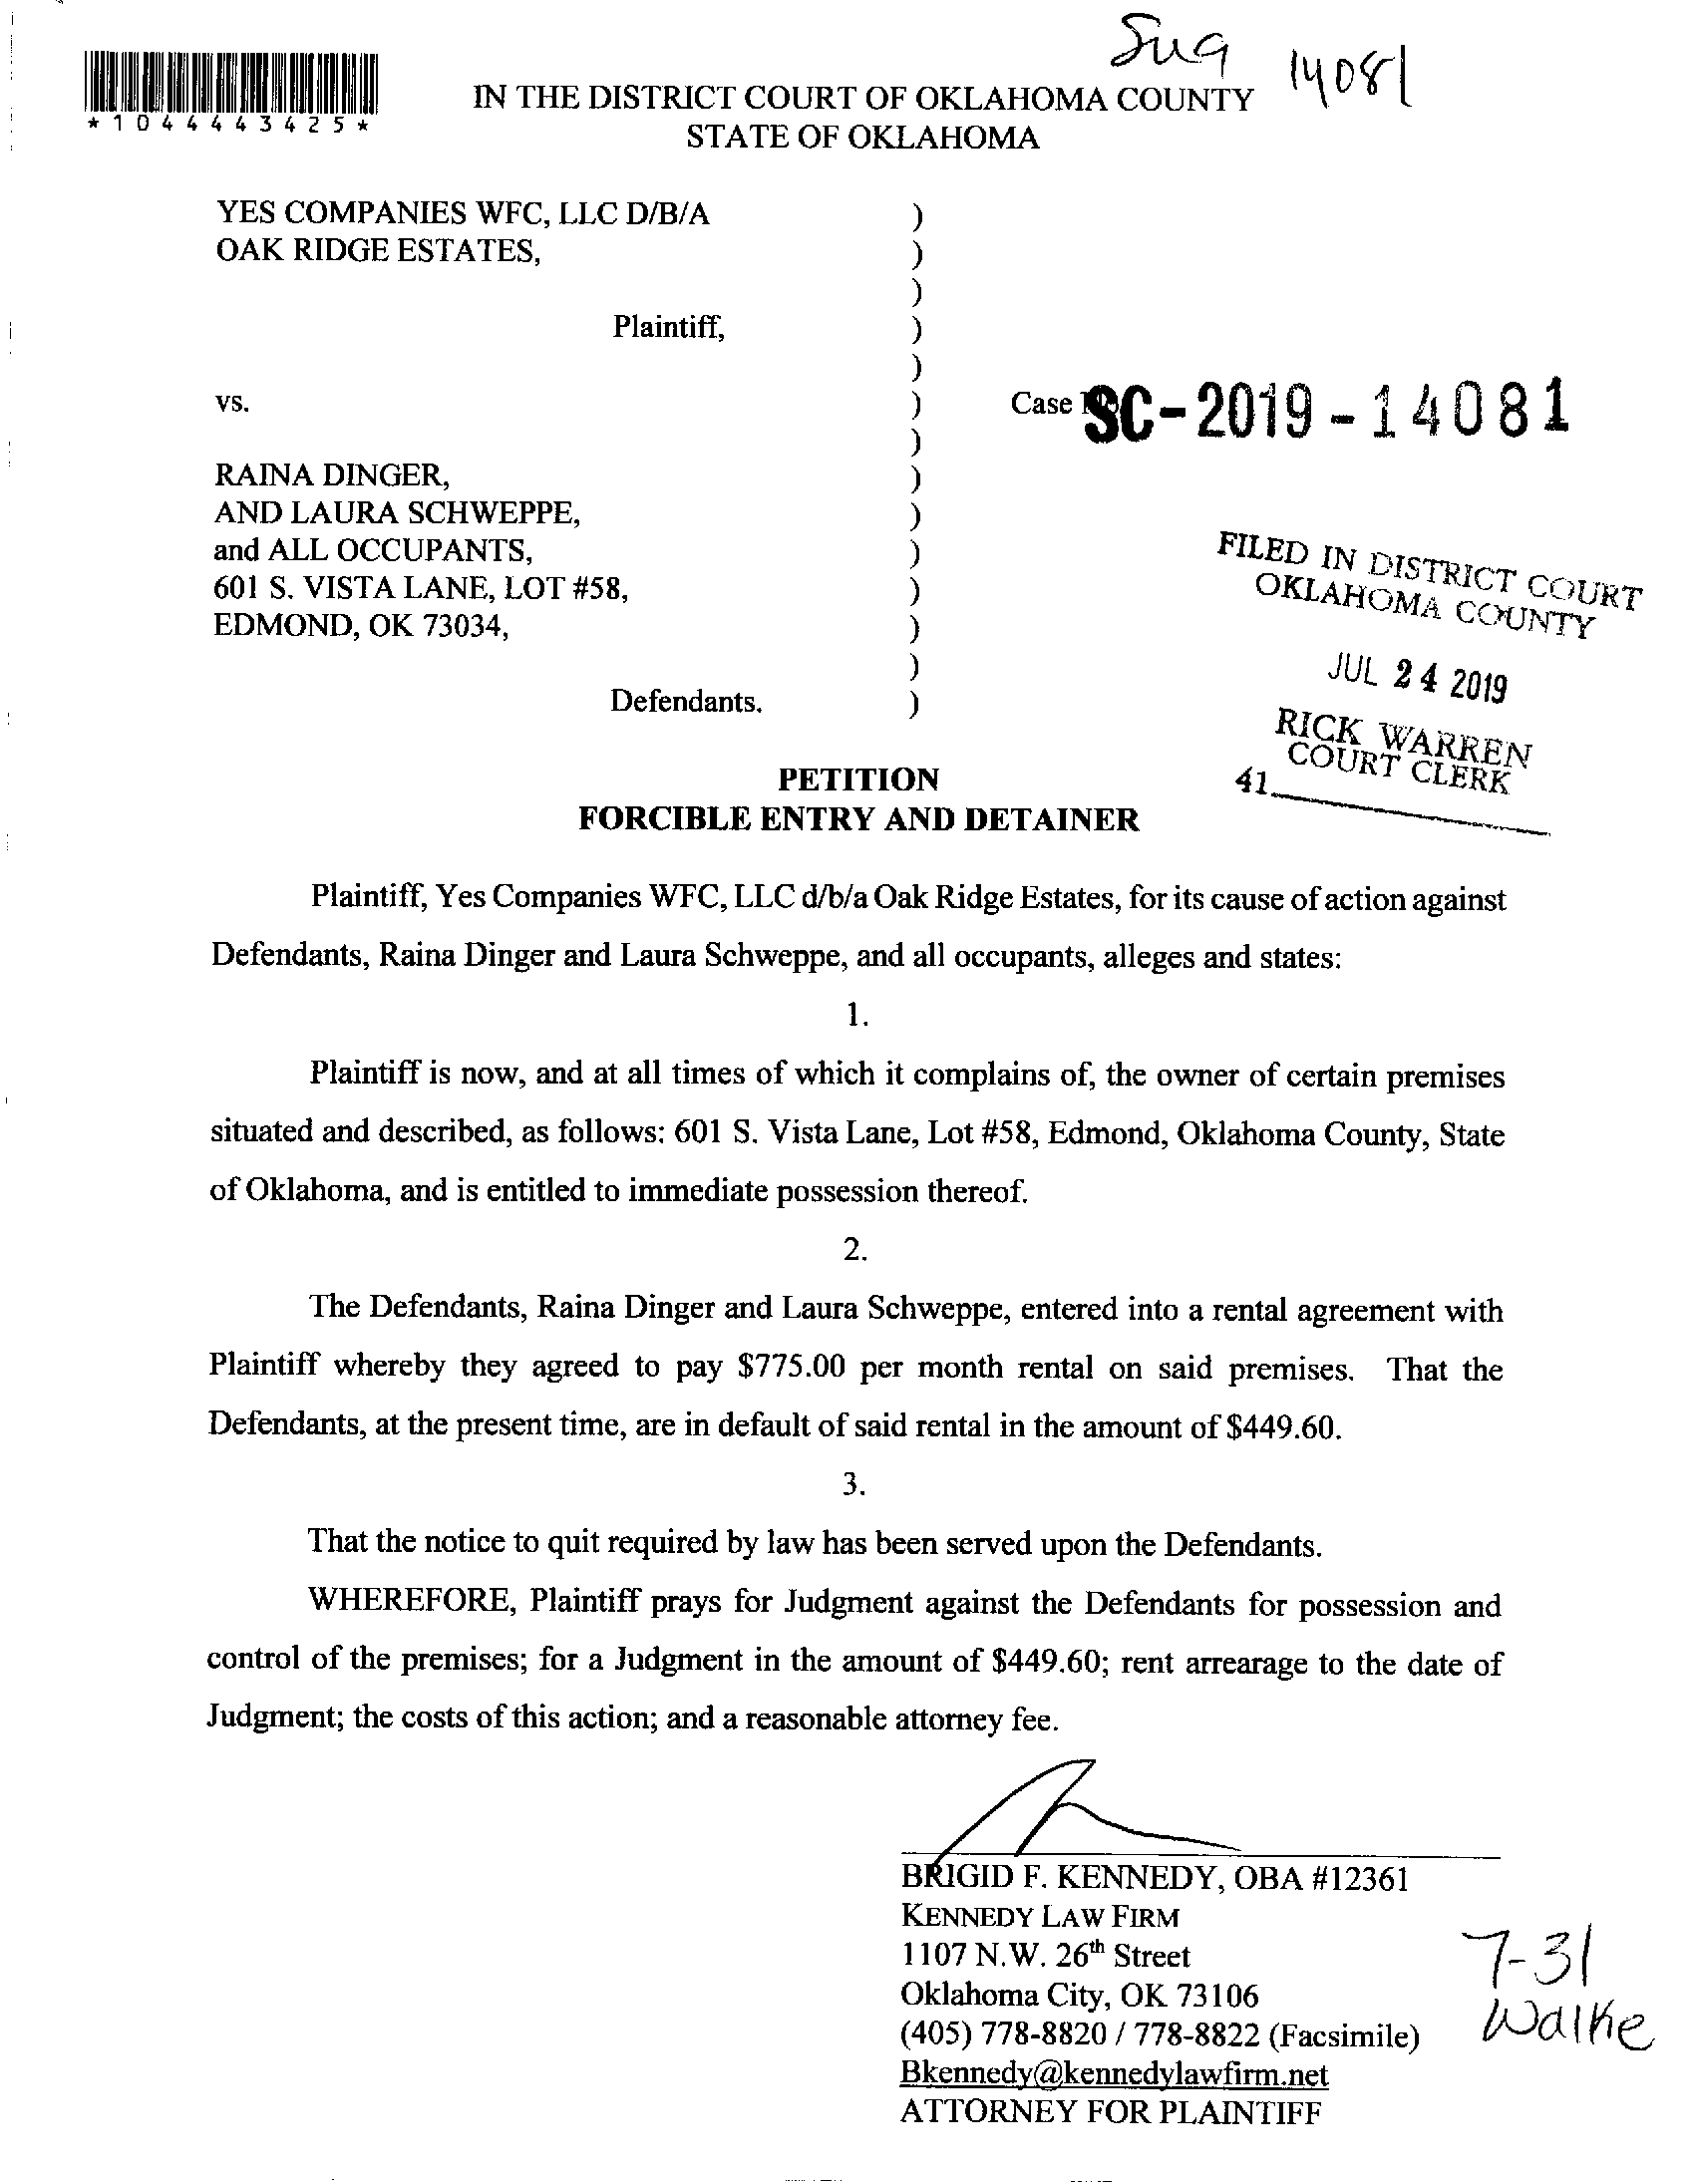 14081
*1044443425*
IN THE DISTRICT COURT OF OKLAHOMA COUNTY
STATE OF OKLAHOMA
YES COMPANIES WFC, LLC D/B/A )
OAK RIDGE ESTATES, )
)
Plaintiff, )
)
vs. ) Case SC-2019-14081
)
RAINA DINGER, )
AND LAURA SCHWEPPE, )
and ALL OCCUPANTS, )
601 S. VISTA LANE, LOT #58, )
EDMOND, OK 73034, )
)
Defendants. )
FILED IN DISTRICT COURT
OKLAHOMA COUNTY
JUL 24 2019
RICK WARREN
COURT CLERK
41
PETITION
FORCIBLE ENTRY AND DETAINER
Plaintiff, Yes Companies WFC, LLC d/b/a Oak Ridge Estates, for its cause of action against
Defendants, Raina Dinger and Laura Schweppe, and all occupants, alleges and states:
1.
Plaintiff is now, and at all times of which it complains of, the owner of certain premises
situated and described, as follows: 601 S. Vista Lane, Lot #58, Edmond, Oklahoma County, State
of Oklahoma, and is entitled to immediate possession thereof.
2.
The Defendants, Raina Dinger and Laura Schweppe, entered into a rental agreement with
Plaintiff whereby they agreed to pay $775.00 per month rental on said premises. That the
Defendants, at the present time, are in default of said rental in the amount of $449.60.
3.
That the notice to quit required by law has been served upon the Defendants.
WHEREFORE, Plaintiff prays for Judgment against the Defendants for possession and
control of the premises; for a Judgment in the amount of $449.60; rent arrearage to the date of
Judgment; the costs of this action; and a reasonable attorney fee.
BRIGID F. KENNEDY, OBA #12361
KENNEDY LAW FIRM
1107 N.W. 26th Street
Oklahoma City, OK 73106
(405) 778-8820 / 778-8822 (Facsimile)
Bkennedy@kennedylawfirm.net
ATTORNEY FOR PLAINTIFF
7-31
Walke